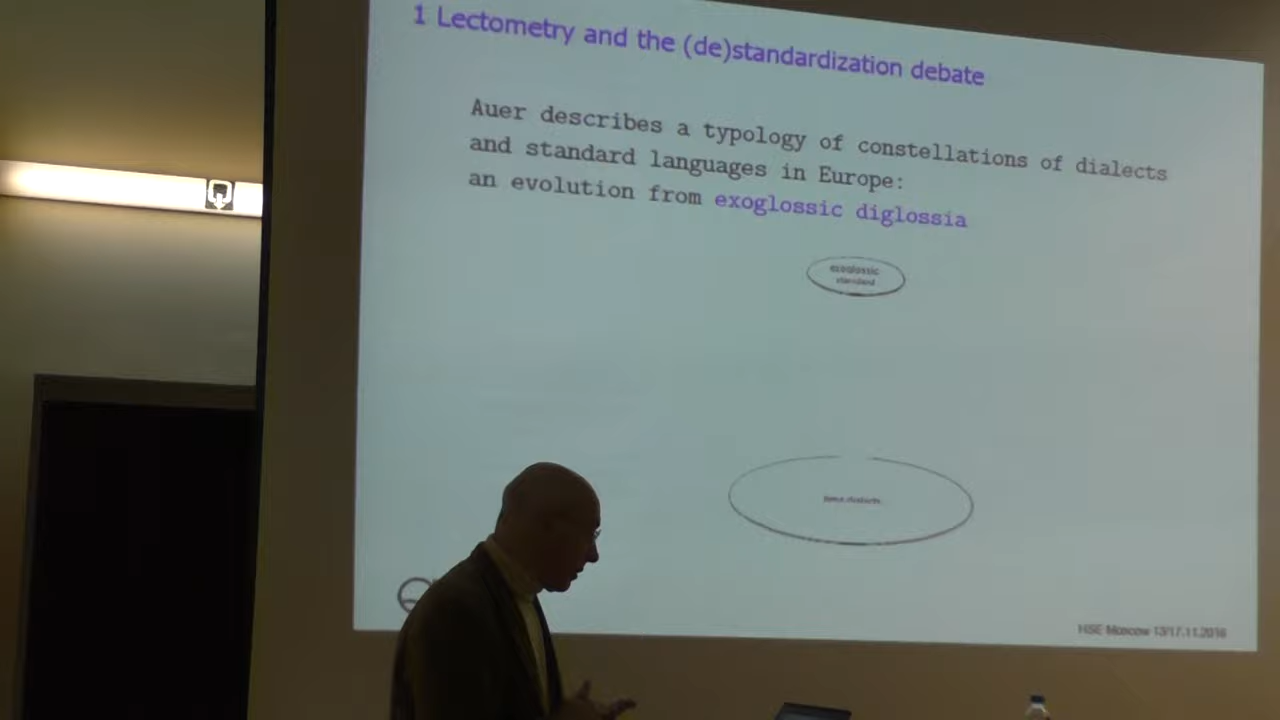 1 Lectometry and the (de)standardization debate
Auer describes a typology of constellations of dialects
and standard languages in Europe:
an evolution from exoglossic diglossia
exoglossic
standard
base dialects
HSE Moscow 13/17.11.2016